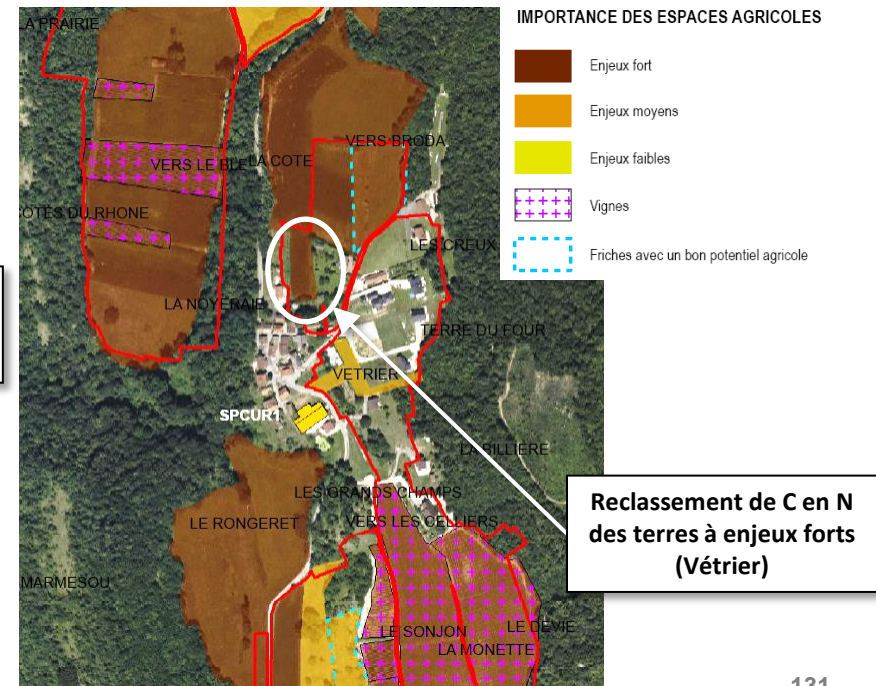 IMPORTANCE DES ESPACES AGRICOLES
Enjeux fort
Enjeux moyens
Enjeux faibles
Vignes
Friches avec un bon potentiel agricole
LA PRAIRIE
VERS BRODA
VERS LE BLE
LA COTE
COTES DU RHONE
LES CREUX
LA NOYERAIE
TERRE DU FOUR
VETRIER
SPCUR1
LA BILLIERE
LES GRANDS CHAMPS
LE RONGERET
VERS LES CELLIERS
Reclassement de C en N
des terres à enjeux forts
(Vétrier)
MARMESOU
LE SONJON
LE DEVIE
LA MONETTE
131